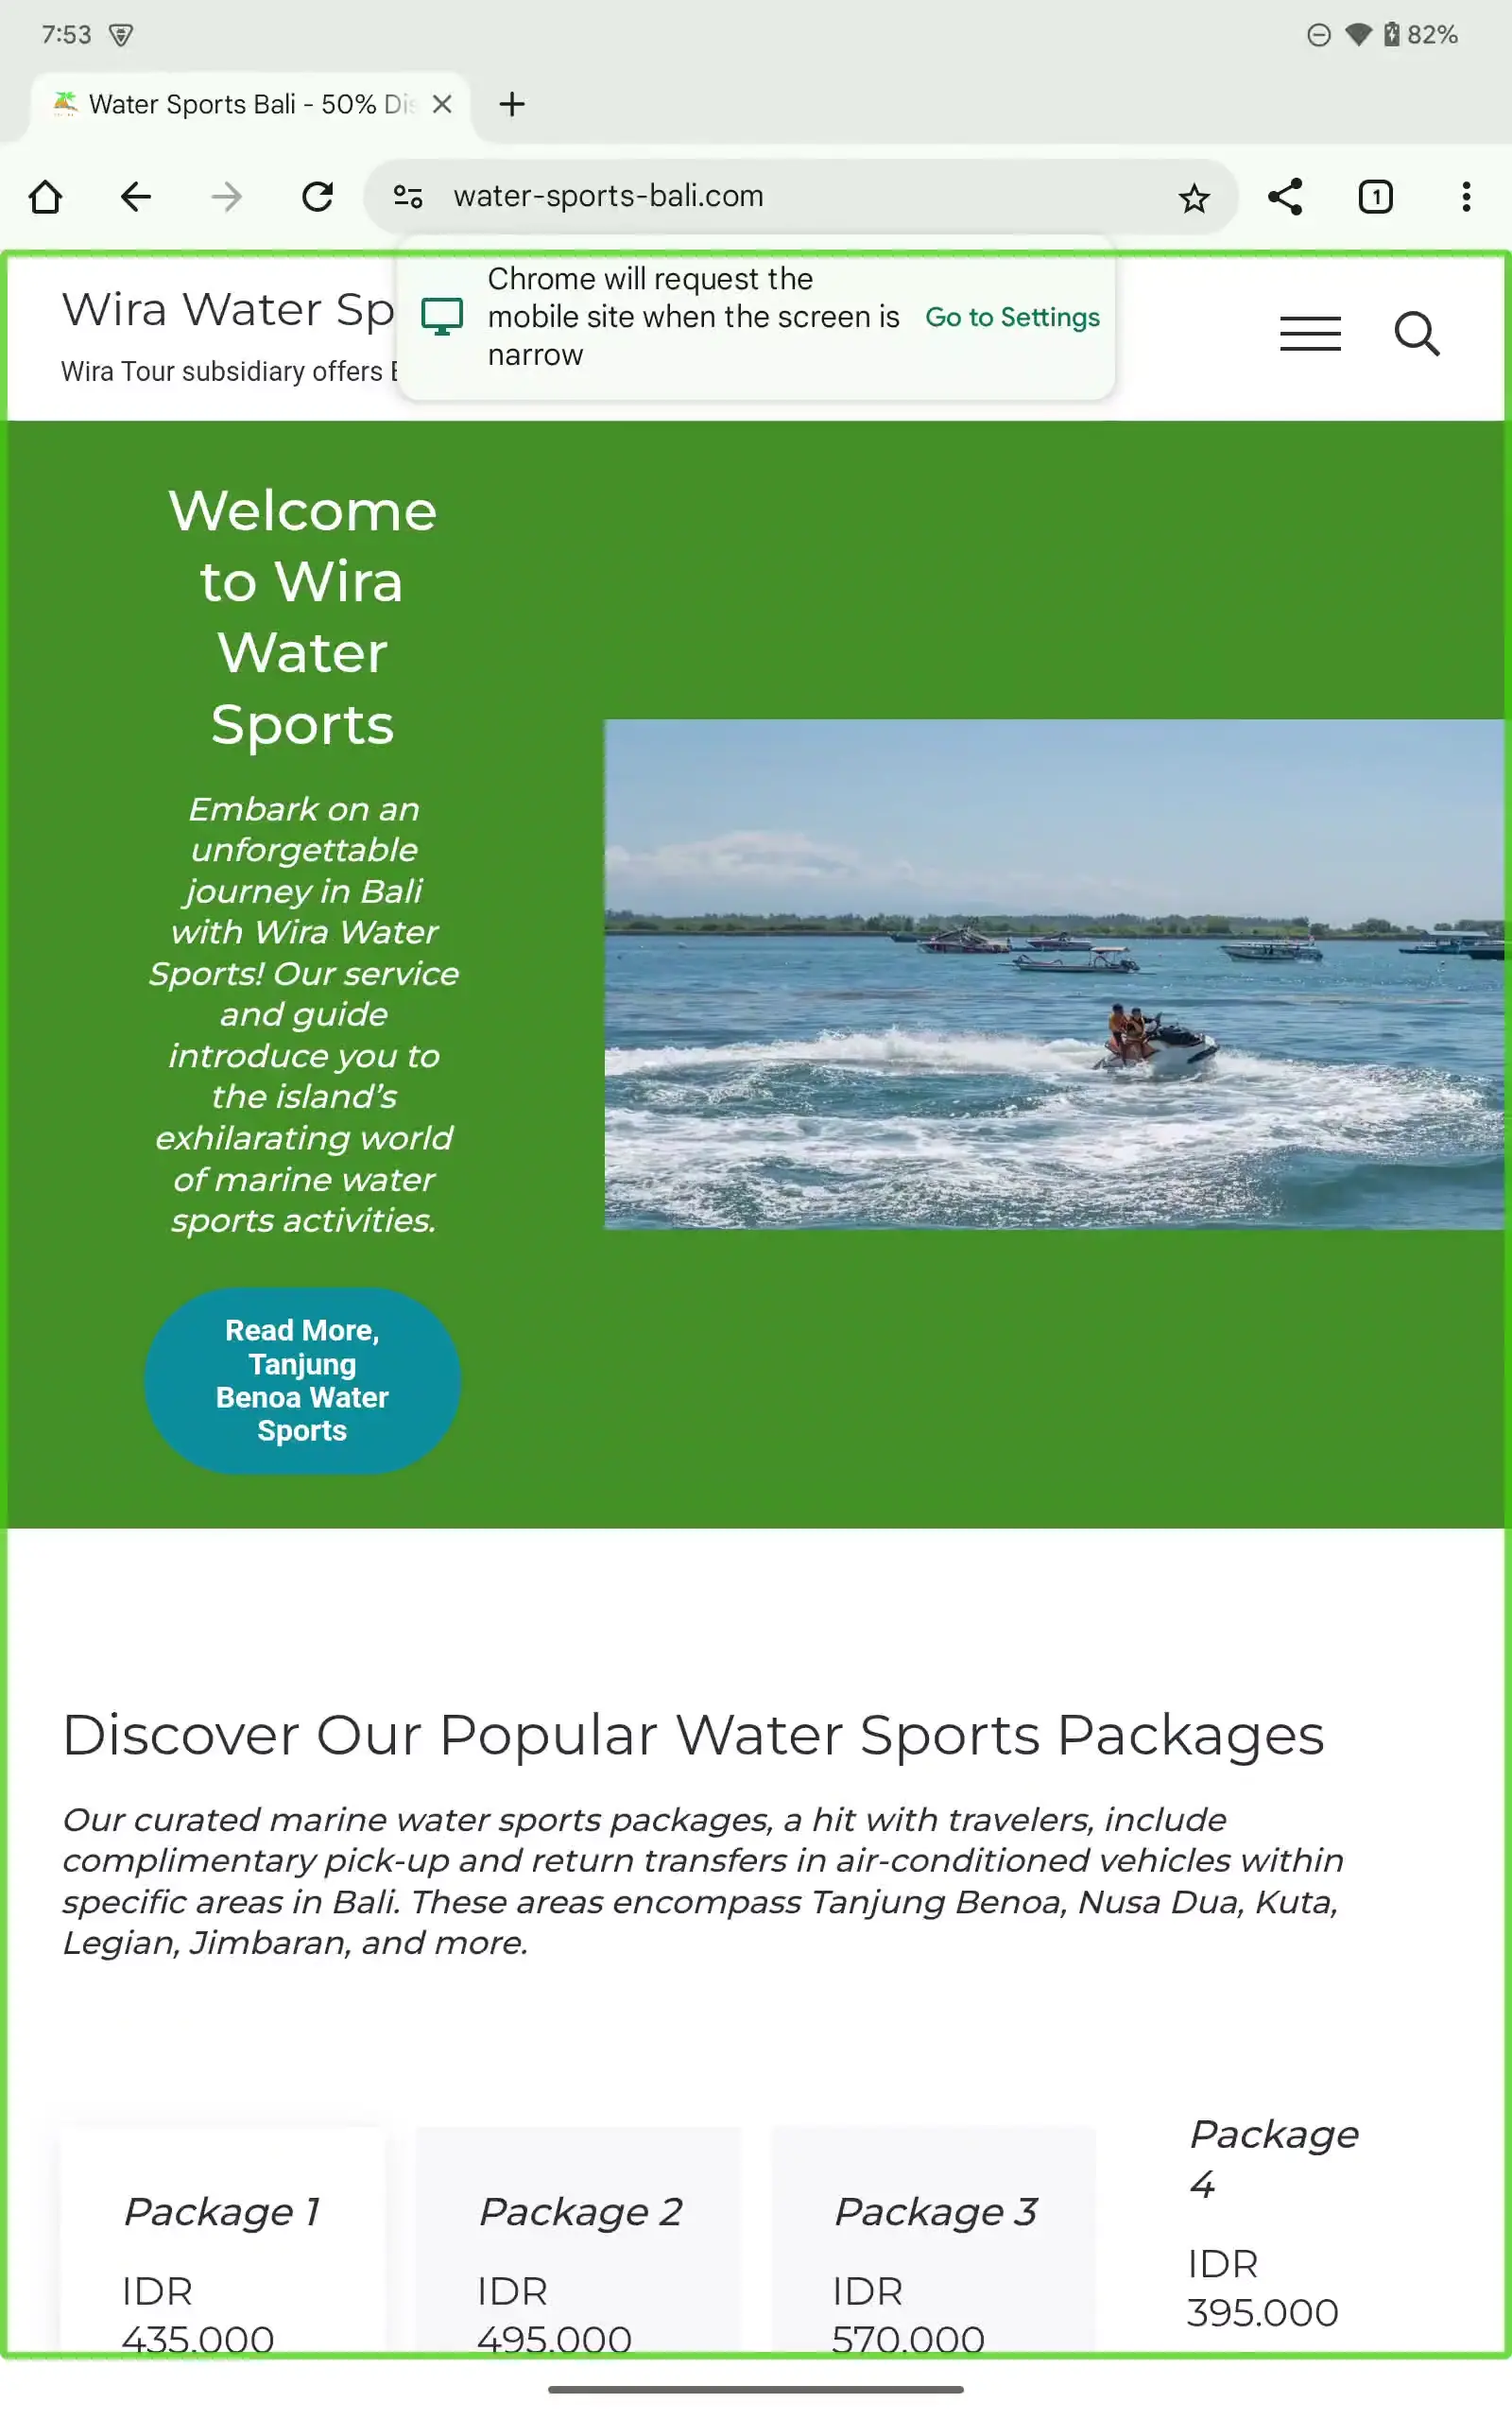 7:53
82%
Water Sports Bali - 50% Dis
water-sports-bali.com
1
Chrome will request the
mobile site when the screen is
narrow
Go to Settings
Wira Water Sp
Wira Tour subsidiary offers
Welcome
to Wira
Water
Sports
Embark on an
unforgettable
journey in Bali
with Wira Water
Sports! Our service
and guide
introduce you to
the island’s
exhilarating world
of marine water
sports activities.
Read More,
Tanjung
Benoa Water
Sports
Discover Our Popular Water Sports Packages
Our curated marine water sports packages, a hit with travelers, include
complimentary pick-up and return transfers in air-conditioned vehicles within
specific areas in Bali. These areas encompass Tanjung Benoa, Nusa Dua, Kuta,
Legian, Jimbaran, and more.
Package 1
IDR
435.000
Package 2
IDR
495.000
Package 3
IDR
570.000
Package
4
IDR
395.000